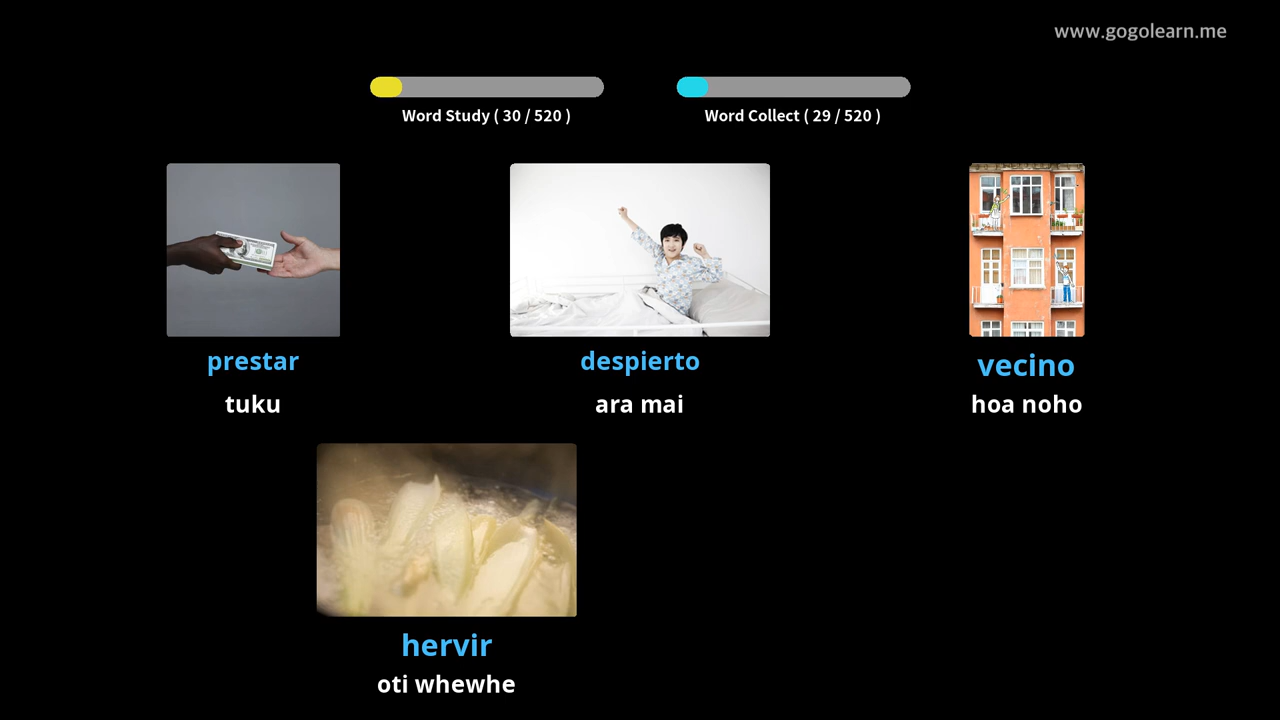 www.gogolearn.me
Word Study ( 30 / 520 )
Word Collect ( 29 / 520 )
prestar
tuku
despierto
ara mai
vecino
hoa noho
hervir
oti whewhe